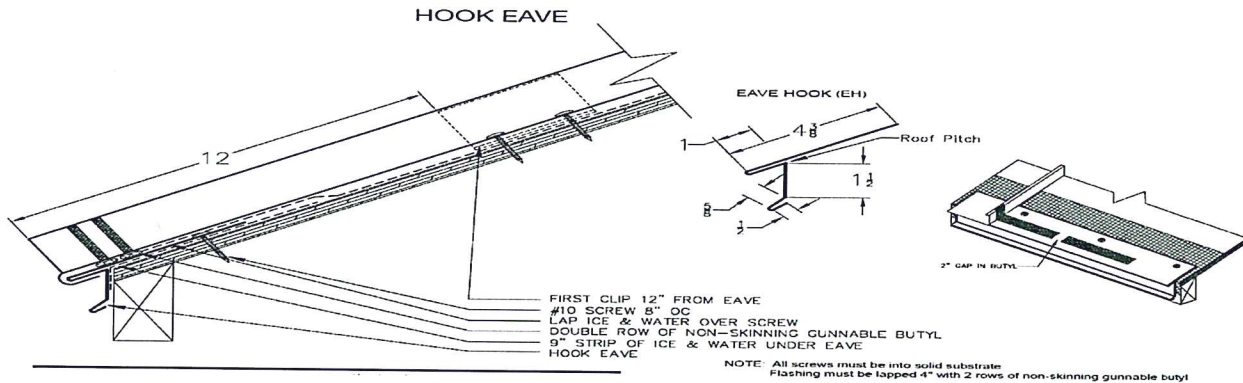 HOOK EAVE
12
EAVE HOOK (EH)
1
4 3/8
Roof Pitch
1 1/2
5/8
1/2
2" GAP IN BUTYL
FIRST CLIP 12" FROM EAVE
#10 SCREW 8" OC
LAP ICE & WATER OVER SCREW
DOUBLE ROW OF NON-SKINNING GUNNABLE BUTYL
9" STRIP OF ICE & WATER UNDER EAVE
HOOK EAVE
NOTE: All screws must be into solid substrate
Flashing must be lapped 4" with 2 rows of non-skinning gunnable butyl